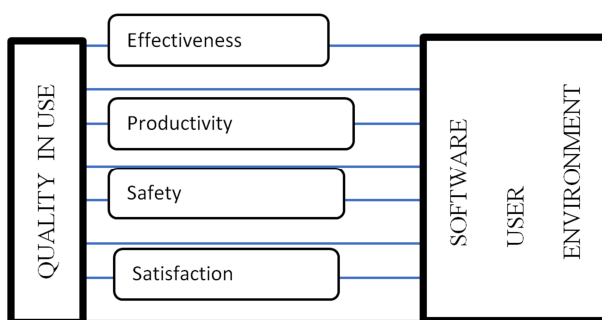 QUALITY IN USE
Effectiveness
Productivity
Safety
Satisfaction
SOFTWARE
USER
ENVIRONMENT